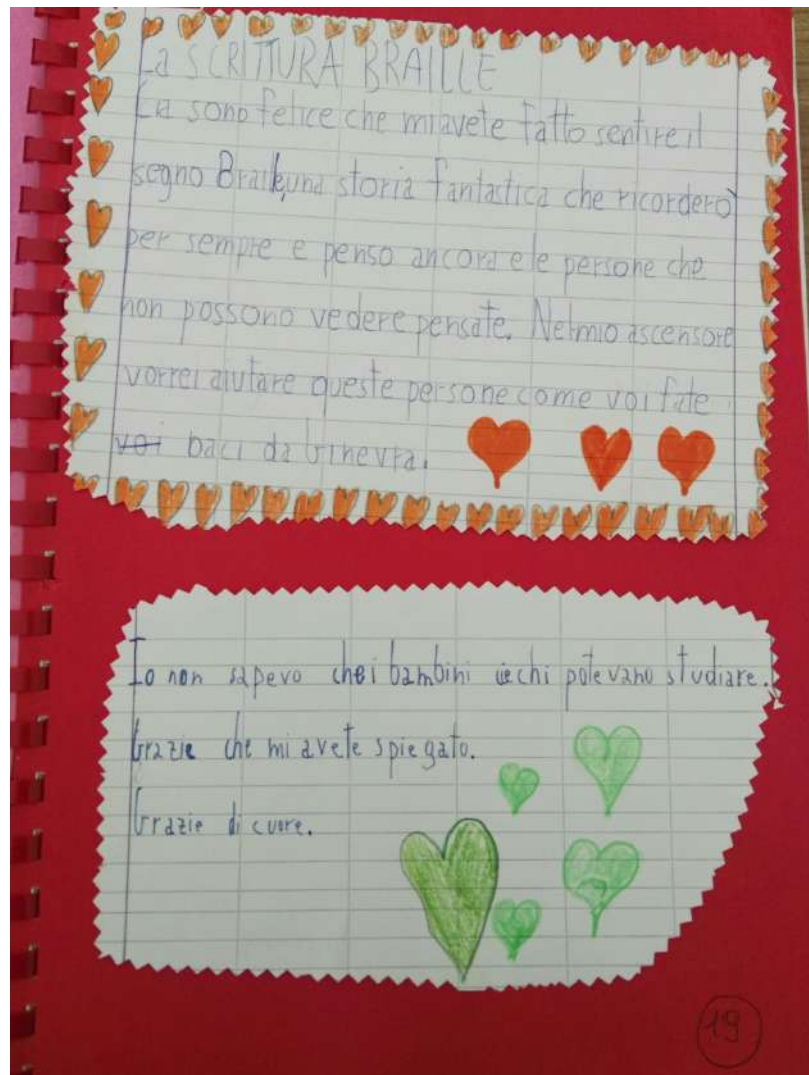 La SCRITTURA BRAILLE
sono felice che mi avete fatto sentire il
segno Braille, una storia fantastica che ricorderò
per sempre e penso ancora e le persone che
non possono vedere pensate. Nel mio ascensore
vorrei aiutare queste persone come voi fate
voi baci da Ginevra.
Io non sapevo che i bambini ciechi potevano studiare.
Grazie che mi avete spiegato.
Grazie di cuore.
19